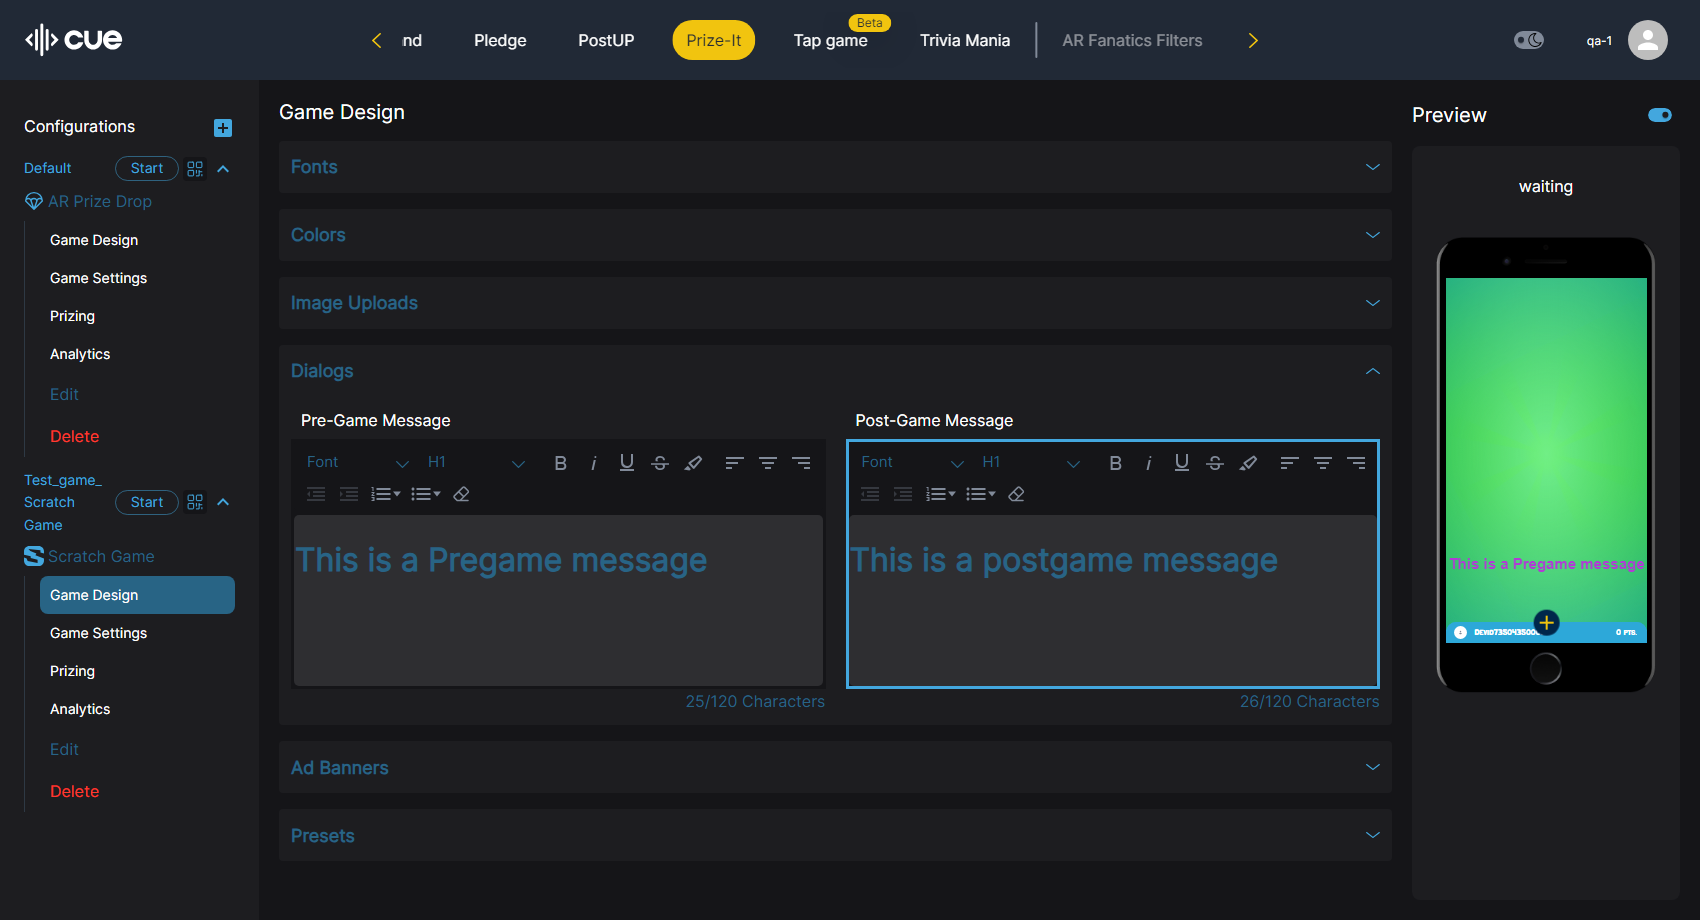 cue
nd
Pledge
PostUP
Prize-It
Beta
Tap game
Trivia Mania
AR Fanatics Filters
qa-1
Configurations
Default
Start
AR Prize Drop
Game Design
Game Settings
Prizing
Analytics
Edit
Delete
Test_game_
Scratch
Game
Start
Scratch Game
Game Design
Game Settings
Prizing
Analytics
Edit
Delete
Game Design
Fonts
Colors
Image Uploads
Dialogs
Pre-Game Message
Font
H1
This is a Pregame message
25/120 Characters
Post-Game Message
Font
H1
This is a postgame message
26/120 Characters
Ad Banners
Presets
Preview
waiting
This is a Pregame message
0 PTS.